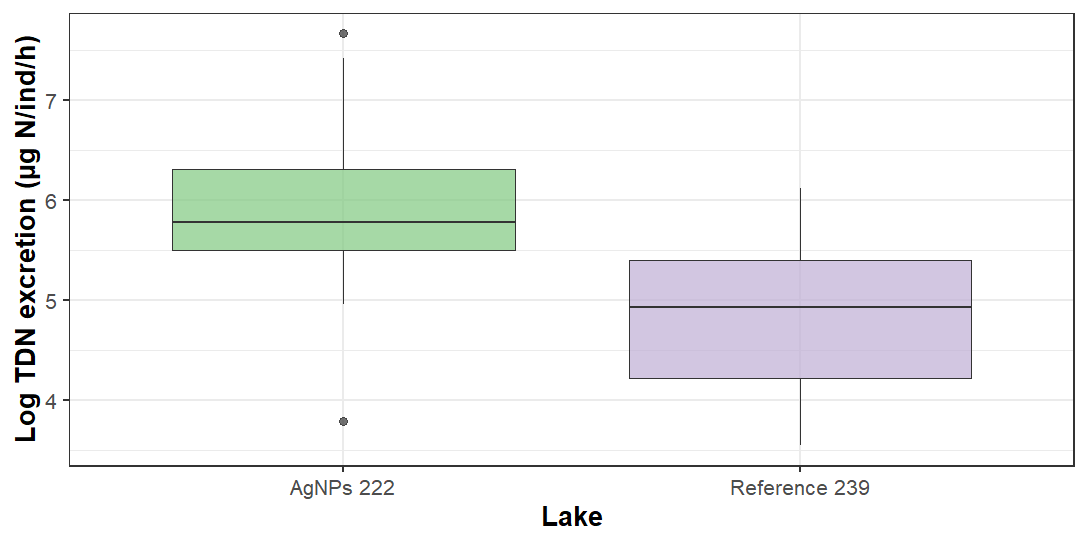 Log TDN excretion (µg N/ind/h)
7
6
5
4
AgNPs 222
Reference 239
Lake